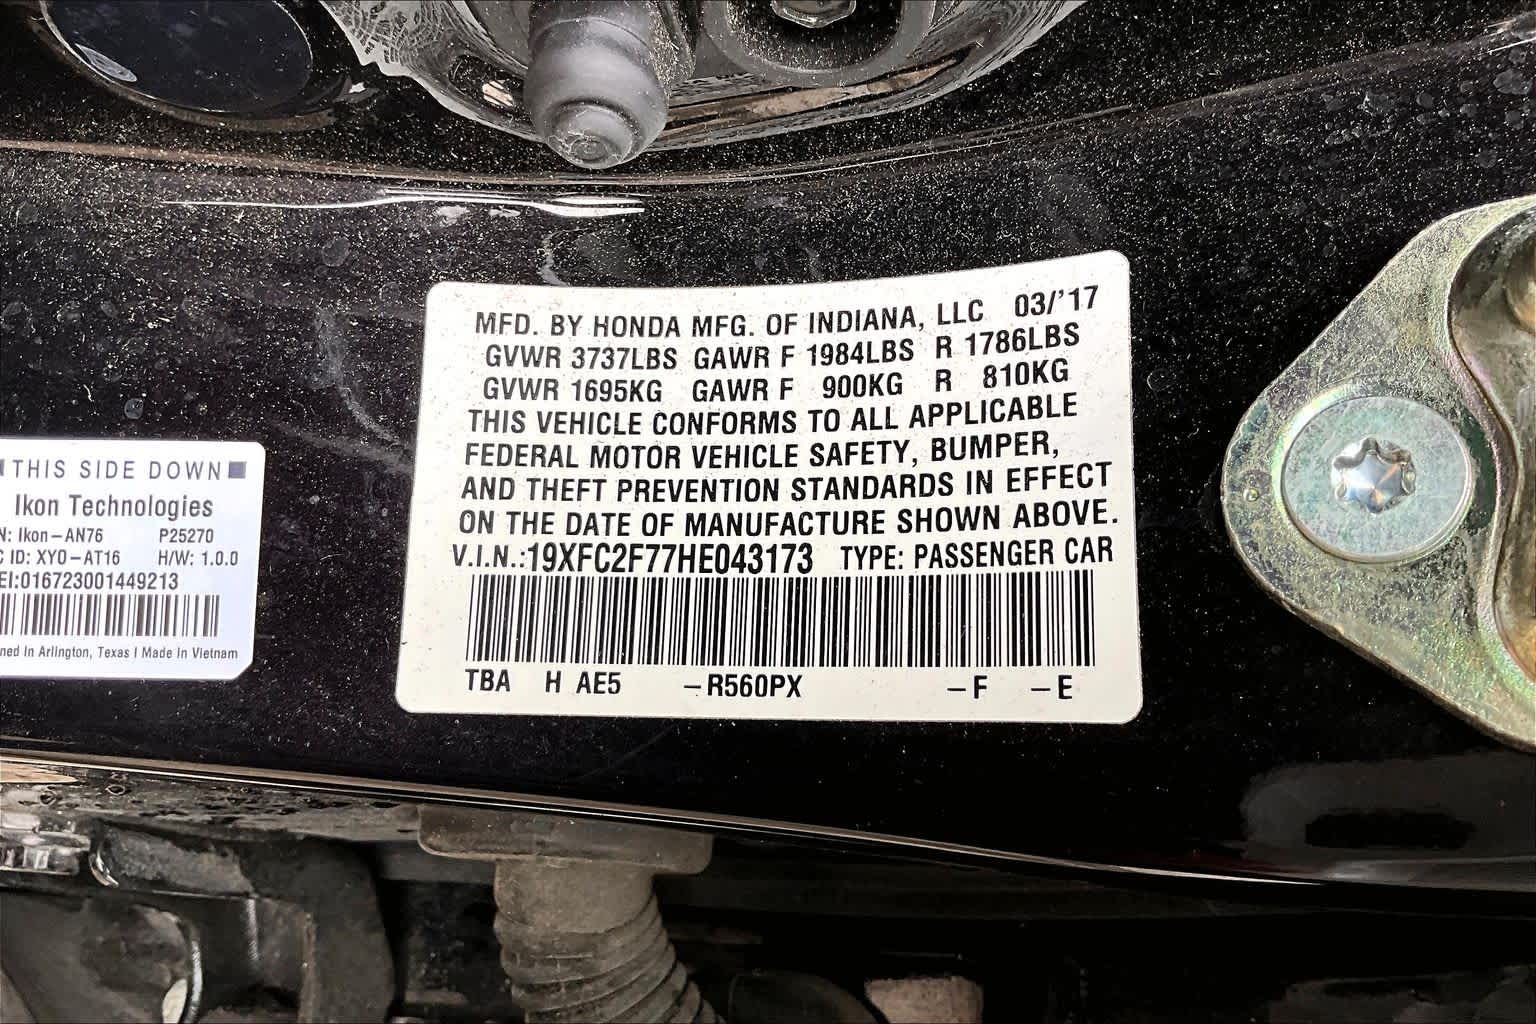 MFD. BY HONDA MFG. OF INDIANA, LLC 03/'17
GVWR 3737LBS GAWR F 1984LBS R 1786LBS
GVWR 1695KG GAWR F 900KG R 810KG
THIS VEHICLE CONFORMS TO ALL APPLICABLE
FEDERAL MOTOR VEHICLE SAFETY, BUMPER,
AND THEFT PREVENTION STANDARDS IN EFFECT
ON THE DATE OF MANUFACTURE SHOWN ABOVE.
V.I.N.:19XFC2F77HE043173 TYPE: PASSENGER CAR
TBA H AE5 -R560PX -F -E
THIS SIDE DOWN
Ikon Technologies
N: Ikon-AN76 P25270
C ID: XYO-AT16 H/W: 1.0.0
EI:016723001449213
ned In Arlington, Texas | Made In Vietnam